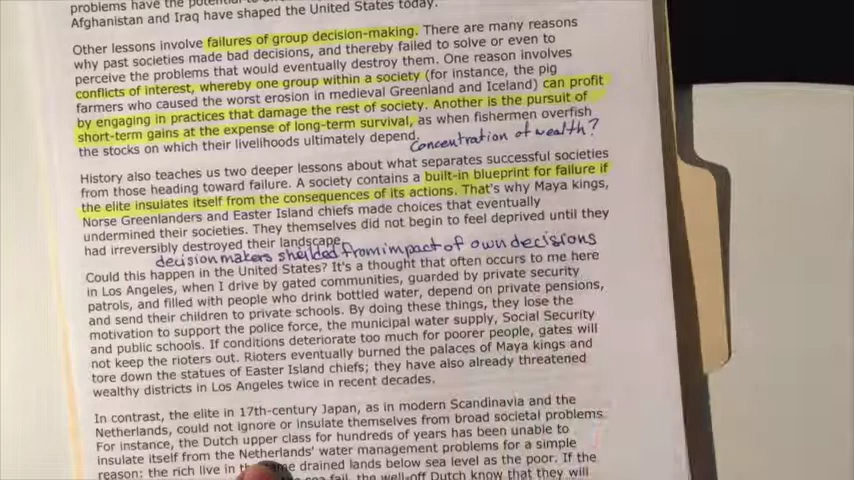 problems have the potential to
Afghanistan and Iraq have shaped the United States today.
Other lessons involve failures of group decision-making. There are many reasons
why past societies made bad decisions, and thereby failed to solve or even to
perceive the problems that would eventually destroy them. One reason involves
conflicts of interest, whereby one group within a society (for instance, the pig
farmers who caused the worst erosion in medieval Greenland and Iceland) can profit
by engaging in practices that damage the rest of society. Another is the pursuit of
short-term gains at the expense of long-term survival, as when fishermen overfish
the stocks on which their livelihoods ultimately depend.
Concentration of wealth?
History also teaches us two deeper lessons about what separates successful societies
from those heading toward failure. A society contains a built-in blueprint for failure if
the elite insulates itself from the consequences of its actions. That's why Maya kings,
Norse Greenlanders and Easter Island chiefs made choices that eventually
undermined their societies. They themselves did not begin to feel deprived until they
had irreversibly destroyed their landscape.
decision makers sheilded from impact of own decisions
Could this happen in the United States? It's a thought that often occurs to me here
in Los Angeles, when I drive by gated communities, guarded by private security
patrols, and filled with people who drink bottled water, depend on private pensions,
and send their children to private schools. By doing these things, they lose the
motivation to support the police force, the municipal water supply, Social Security
and public schools. If conditions deteriorate too much for poorer people, gates will
not keep the rioters out. Rioters eventually burned the palaces of Maya kings and
tore down the statues of Easter Island chiefs; they have also already threatened
wealthy districts in Los Angeles twice in recent decades.
In contrast, the elite in 17th-century Japan, as in modern Scandinavia and the
Netherlands, could not ignore or insulate themselves from broad societal problems.
For instance, the Dutch upper class for hundreds of years has been unable to
insulate itself from the Netherlands' water management problems for a simple
reason: the rich live in the same drained lands below sea level as the poor. If the
sea fail, the well-off Dutch know that they will